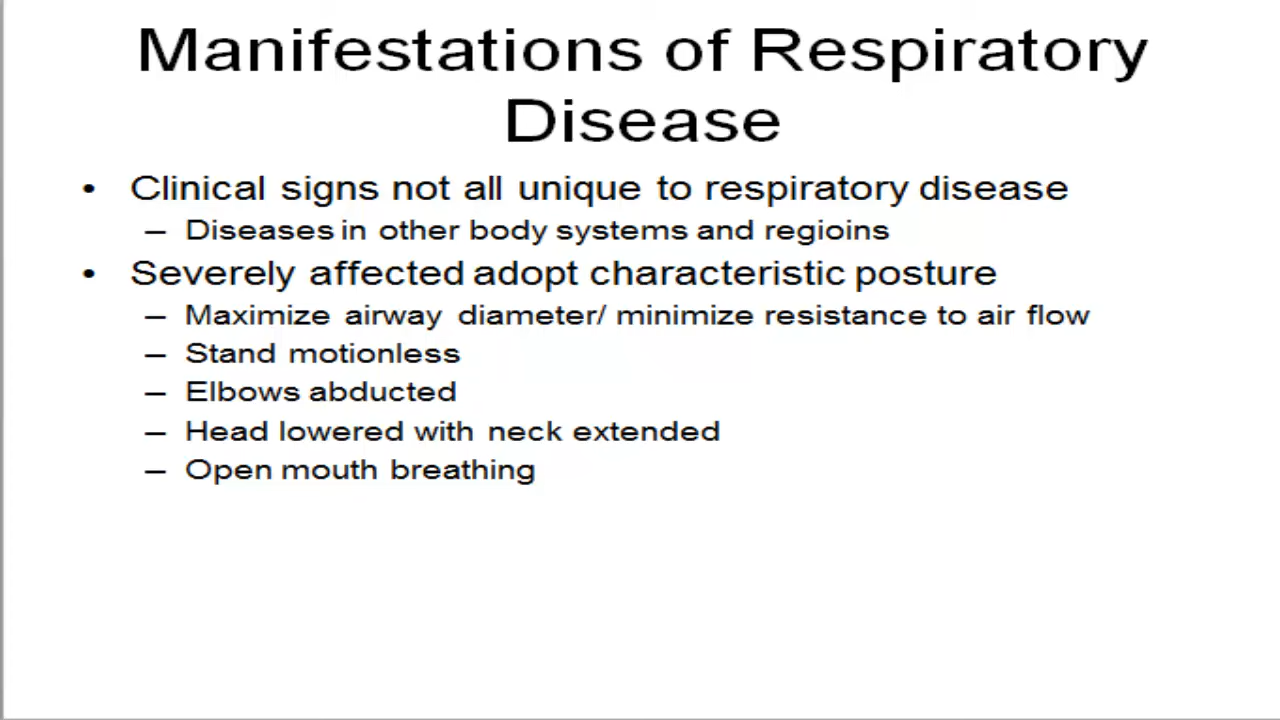 Manifestations of Respiratory
Disease
• Clinical signs not all unique to respiratory disease
– Diseases in other body systems and regioins
• Severely affected adopt characteristic posture
– Maximize airway diameter/ minimize resistance to air flow
– Stand motionless
– Elbows abducted
– Head lowered with neck extended
– Open mouth breathing